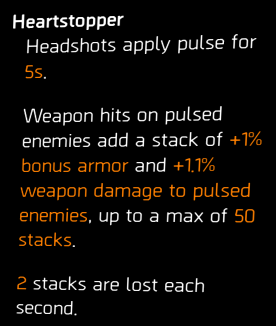 Heartstopper
Headshots apply pulse for
5s.
Weapon hits on pulsed
enemies add a stack of +1%
bonus armor and +1.1%
weapon damage to pulsed
enemies, up to a max of 50
stacks.
2 stacks are lost each
second.